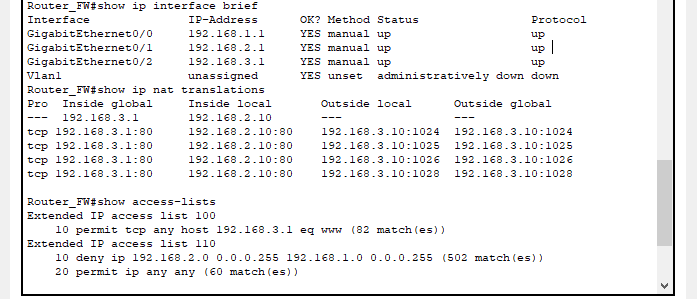 Router_FW#show ip interface brief
Interface IP-Address OK? Method Status Protocol
GigabitEthernet0/0 192.168.1.1 YES manual up up
GigabitEthernet0/1 192.168.2.1 YES manual up up
GigabitEthernet0/2 192.168.3.1 YES manual up up
Vlan1 unassigned YES unset administratively down down
Router_FW#show ip nat translations
Pro Inside global Inside local Outside local Outside global
--- 192.168.3.1 192.168.2.10 --- ---
tcp 192.168.3.1:80 192.168.2.10:80 192.168.3.10:1024 192.168.3.10:1024
tcp 192.168.3.1:80 192.168.2.10:80 192.168.3.10:1025 192.168.3.10:1025
tcp 192.168.3.1:80 192.168.2.10:80 192.168.3.10:1026 192.168.3.10:1026
tcp 192.168.3.1:80 192.168.2.10:80 192.168.3.10:1028 192.168.3.10:1028
Router_FW#show access-lists
Extended IP access list 100
10 permit tcp any host 192.168.3.1 eq www (82 match(es))
Extended IP access list 110
10 deny ip 192.168.2.0 0.0.0.255 192.168.1.0 0.0.0.255 (502 match(es))
20 permit ip any any (60 match(es))